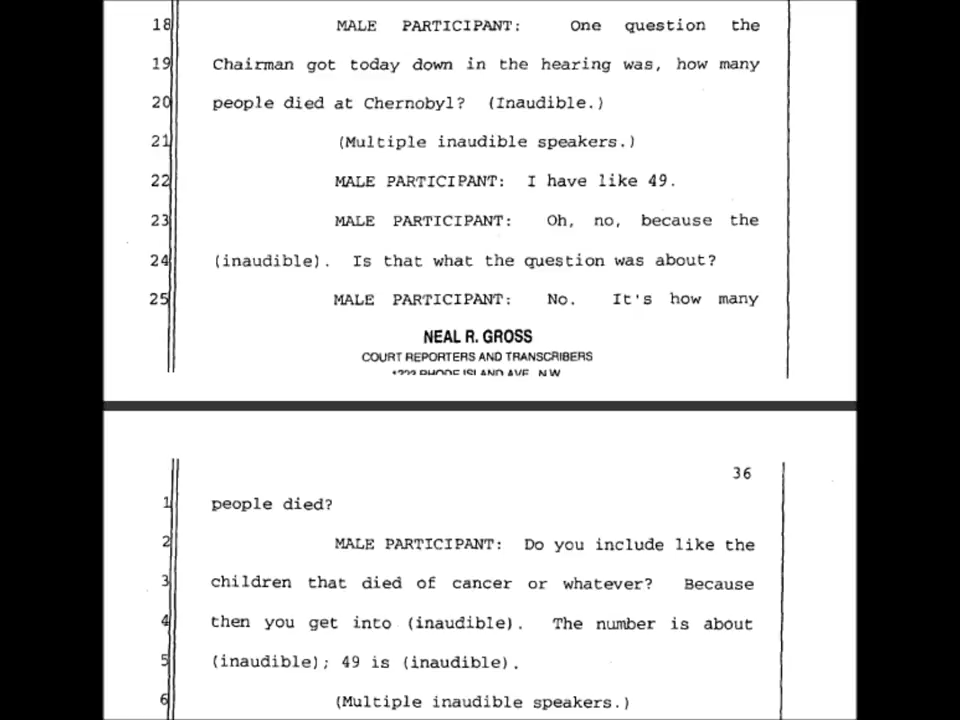 18 MALE PARTICIPANT: One question the
19 Chairman got today down in the hearing was, how many
20 people died at Chernobyl? (Inaudible.)
21 (Multiple inaudible speakers.)
22 MALE PARTICIPANT: I have like 49.
23 MALE PARTICIPANT: Oh, no, because the
24 (inaudible). Is that what the question was about?
25 MALE PARTICIPANT: No. It's how many
NEAL R. GROSS
COURT REPORTERS AND TRANSCRIBERS
1323 RHODE ISLAND AVE., N.W.
36
1 people died?
2 MALE PARTICIPANT: Do you include like the
3 children that died of cancer or whatever? Because
4 then you get into (inaudible). The number is about
5 (inaudible); 49 is (inaudible).
6 (Multiple inaudible speakers.)